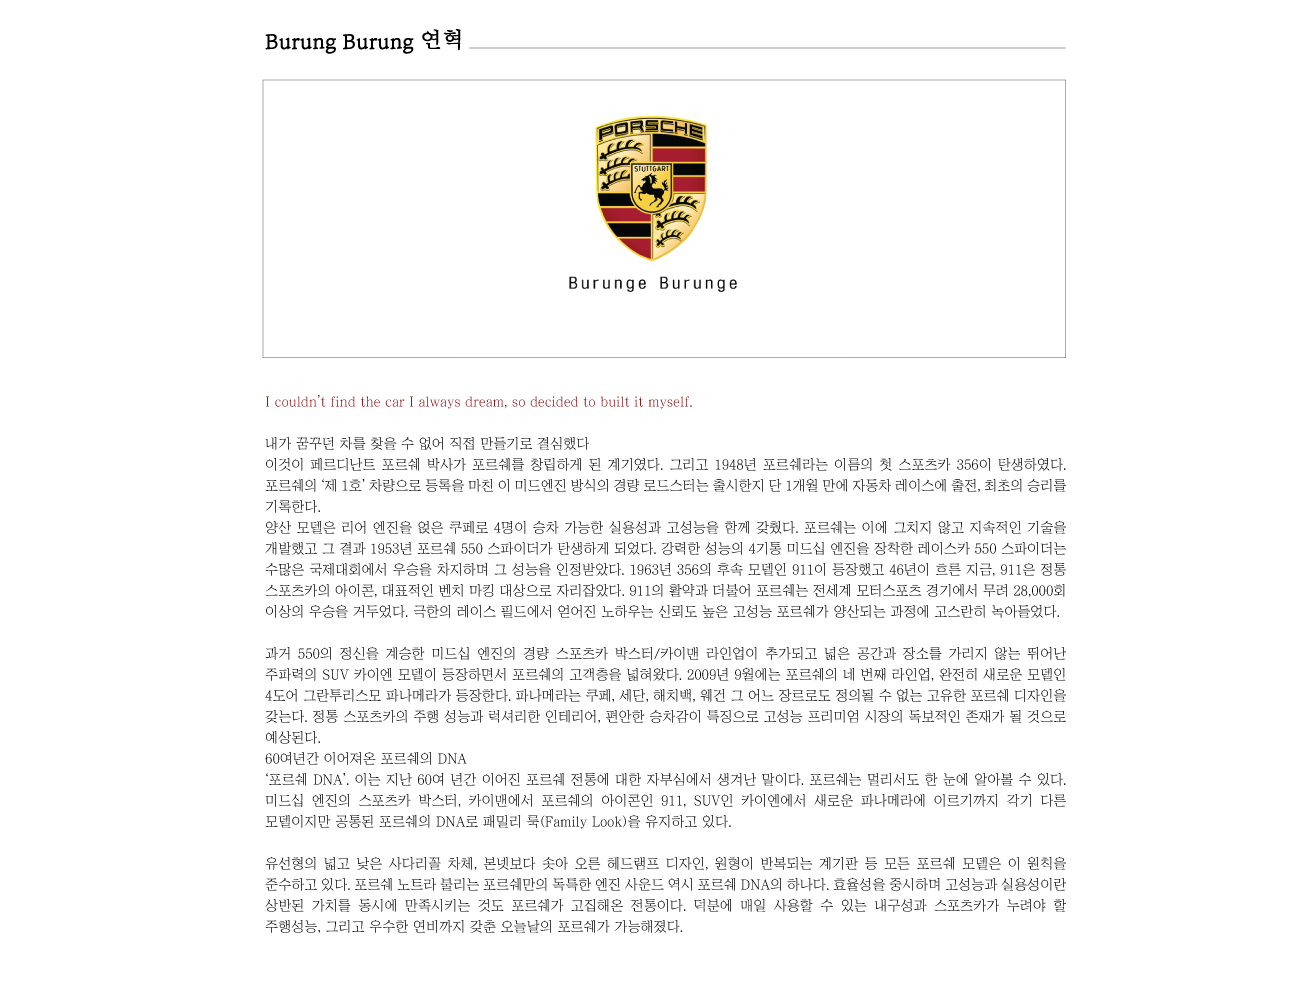 Burung Burung 연혁
PORSCHE
STUTTGART
Burunge Burunge
I couldn't find the car I always dream, so decided to built it myself.
내가 꿈꾸던 차를 찾을 수 없어 직접 만들기로 결심했다
이것이 페르디난트 포르쉐 박사가 포르쉐를 창립하게 된 계기였다. 그리고 1948년 포르쉐라는 이름의 첫 스포츠카 356이 탄생하였다.
포르쉐의 ‘제 1호’ 차량으로 등록을 마친 이 미드엔진 방식의 경량 로드스터는 출시한지 단 1개월 만에 자동차 레이스에 출전, 최초의 승리를
기록한다.
양산 모델은 리어 엔진을 얹은 쿠페로 4명이 승차 가능한 실용성과 고성능을 함께 갖췄다. 포르쉐는 이에 그치지 않고 지속적인 기술을
개발했고 그 결과 1953년 포르쉐 550 스파이더가 탄생하게 되었다. 강력한 성능의 4기통 미드십 엔진을 장착한 레이스카 550 스파이더는
수많은 국제대회에서 우승을 차지하며 그 성능을 인정받았다. 1963년 356의 후속 모델인 911이 등장했고 46년이 흐른 지금, 911은 정통
스포츠카의 아이콘, 대표적인 벤치 마킹 대상으로 자리잡았다. 911의 활약과 더불어 포르쉐는 전세계 모터스포츠 경기에서 무려 28,000회
이상의 우승을 거두었다. 극한의 레이스 필드에서 얻어진 노하우는 신뢰도 높은 고성능 포르쉐가 양산되는 과정에 고스란히 녹아들었다.
과거 550의 정신을 계승한 미드십 엔진의 경량 스포츠카 박스터/카이맨 라인업이 추가되고 넓은 공간과 장소를 가리지 않는 뛰어난
주파력의 SUV 카이엔 모델이 등장하면서 포르쉐의 고객층을 넓혀왔다. 2009년 9월에는 포르쉐의 네 번째 라인업, 완전히 새로운 모델인
4도어 그란투리스모 파나메라가 등장한다. 파나메라는 쿠페, 세단, 해치백, 웨건 그 어느 장르로도 정의될 수 없는 고유한 포르쉐 디자인을
갖는다. 정통 스포츠카의 주행 성능과 럭셔리한 인테리어, 편안한 승차감이 특징으로 고성능 프리미엄 시장의 독보적인 존재가 될 것으로
예상된다.
60여년간 이어져온 포르쉐의 DNA
‘포르쉐 DNA’. 이는 지난 60여 년간 이어진 포르쉐 전통에 대한 자부심에서 생겨난 말이다. 포르쉐는 멀리서도 한 눈에 알아볼 수 있다.
미드십 엔진의 스포츠카 박스터, 카이맨에서 포르쉐의 아이콘인 911, SUV인 카이엔에서 새로운 파나메라에 이르기까지 각기 다른
모델이지만 공통된 포르쉐의 DNA로 패밀리 룩(Family Look)을 유지하고 있다.
유선형의 넓고 낮은 사다리꼴 차체, 본넷보다 솟아 오른 헤드램프 디자인, 원형이 반복되는 계기판 등 모든 포르쉐 모델은 이 원칙을
준수하고 있다. 포르쉐 노트라 불리는 포르쉐만의 독특한 엔진 사운드 역시 포르쉐 DNA의 하나다. 효율성을 중시하며 고성능과 실용성이란
상반된 가치를 동시에 만족시키는 것도 포르쉐가 고집해온 전통이다. 덕분에 매일 사용할 수 있는 내구성과 스포츠카가 누려야 할
주행성능, 그리고 우수한 연비까지 갖춘 오늘날의 포르쉐가 가능해졌다.